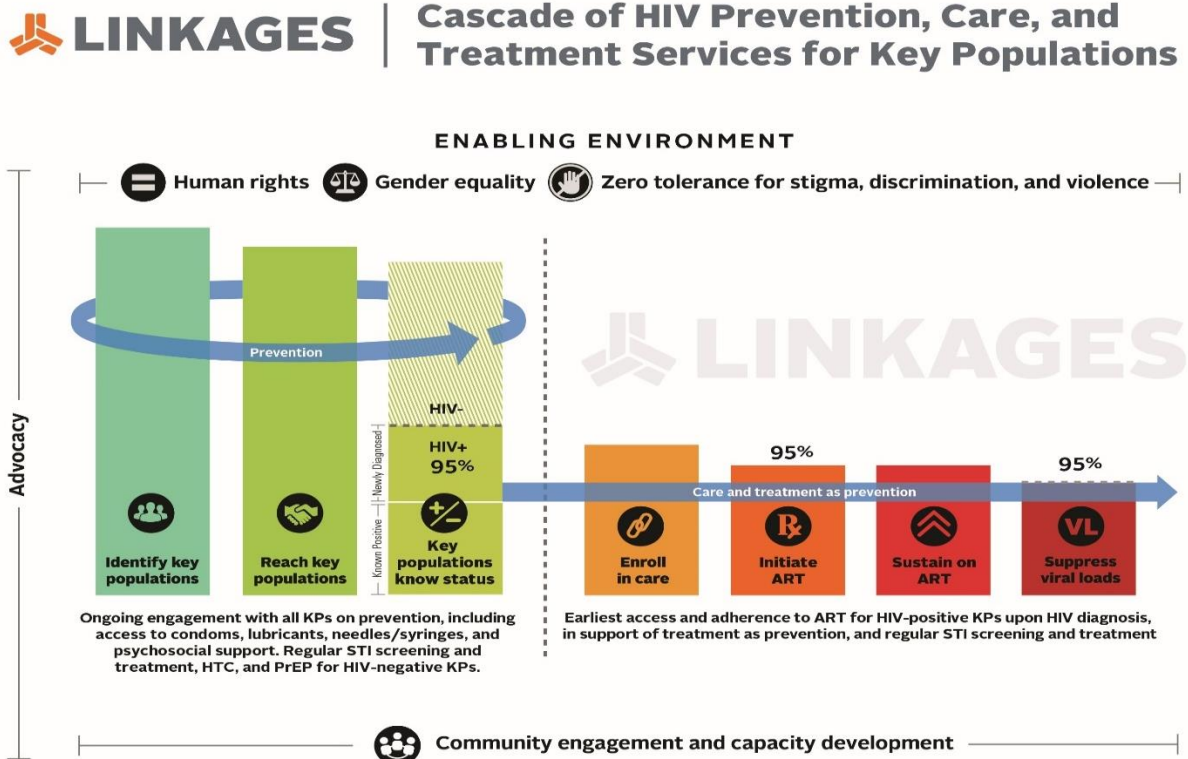 LINKAGES
Cascade of HIV Prevention, Care, and
Treatment Services for Key Populations
ENABLING ENVIRONMENT
Human rights
Gender equality
Zero tolerance for stigma, discrimination, and violence
Advocacy
Prevention
LINKAGES
HIV-
HIV+
95%
Newly Diagnosed
Known Positive
Identify key
populations
Reach key
populations
+/-
Key
populations
know status
Care and treatment as prevention
Enroll
in care
95%
Rx
Initiate
ART
Sustain on
ART
95%
VL
Suppress
viral loads
Ongoing engagement with all KPs on prevention, including
access to condoms, lubricants, needles/syringes, and
psychosocial support. Regular STI screening and
treatment, HTC, and PrEP for HIV-negative KPs.
Earliest access and adherence to ART for HIV-positive KPs upon HIV diagnosis,
in support of treatment as prevention, and regular STI screening and treatment
Community engagement and capacity development